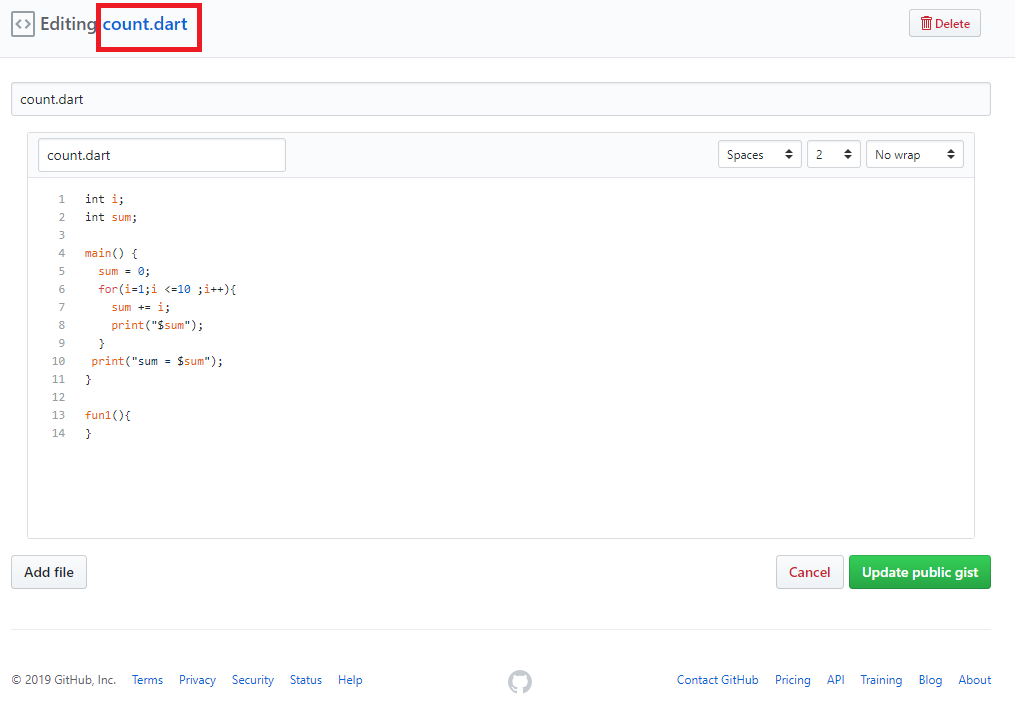 Editing count.dart
Delete
count.dart
count.dart
Spaces
2
No wrap
1 int i;
2 int sum;
3
4 main() {
5   sum = 0;
6   for(i=1;i <=10 ;i++){
7     sum += i;
8     print("$sum");
9   }
10  print("sum = $sum");
11 }
12
13 fun1(){
14 }
Add file
Cancel
Update public gist
© 2019 GitHub, Inc. Terms Privacy Security Status Help
Contact GitHub Pricing API Training Blog About